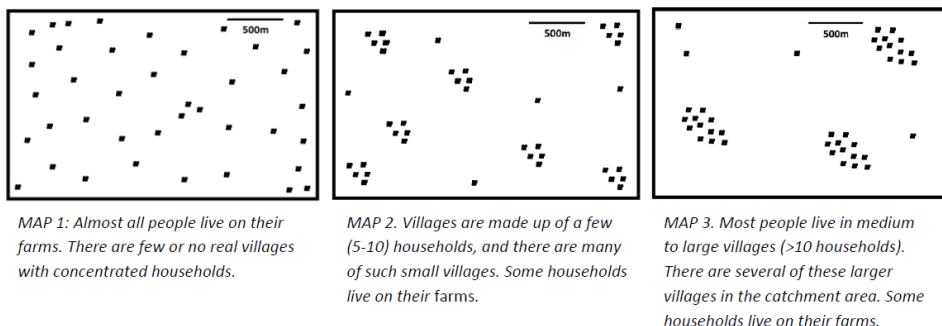 500m
500m
500m
MAP 1: Almost all people live on their
farms. There are few or no real villages
with concentrated households.
MAP 2. Villages are made up of a few
(5-10) households, and there are many
of such small villages. Some households
live on their farms.
MAP 3. Most people live in medium
to large villages (>10 households).
There are several of these larger
villages in the catchment area. Some
households live on their farms.